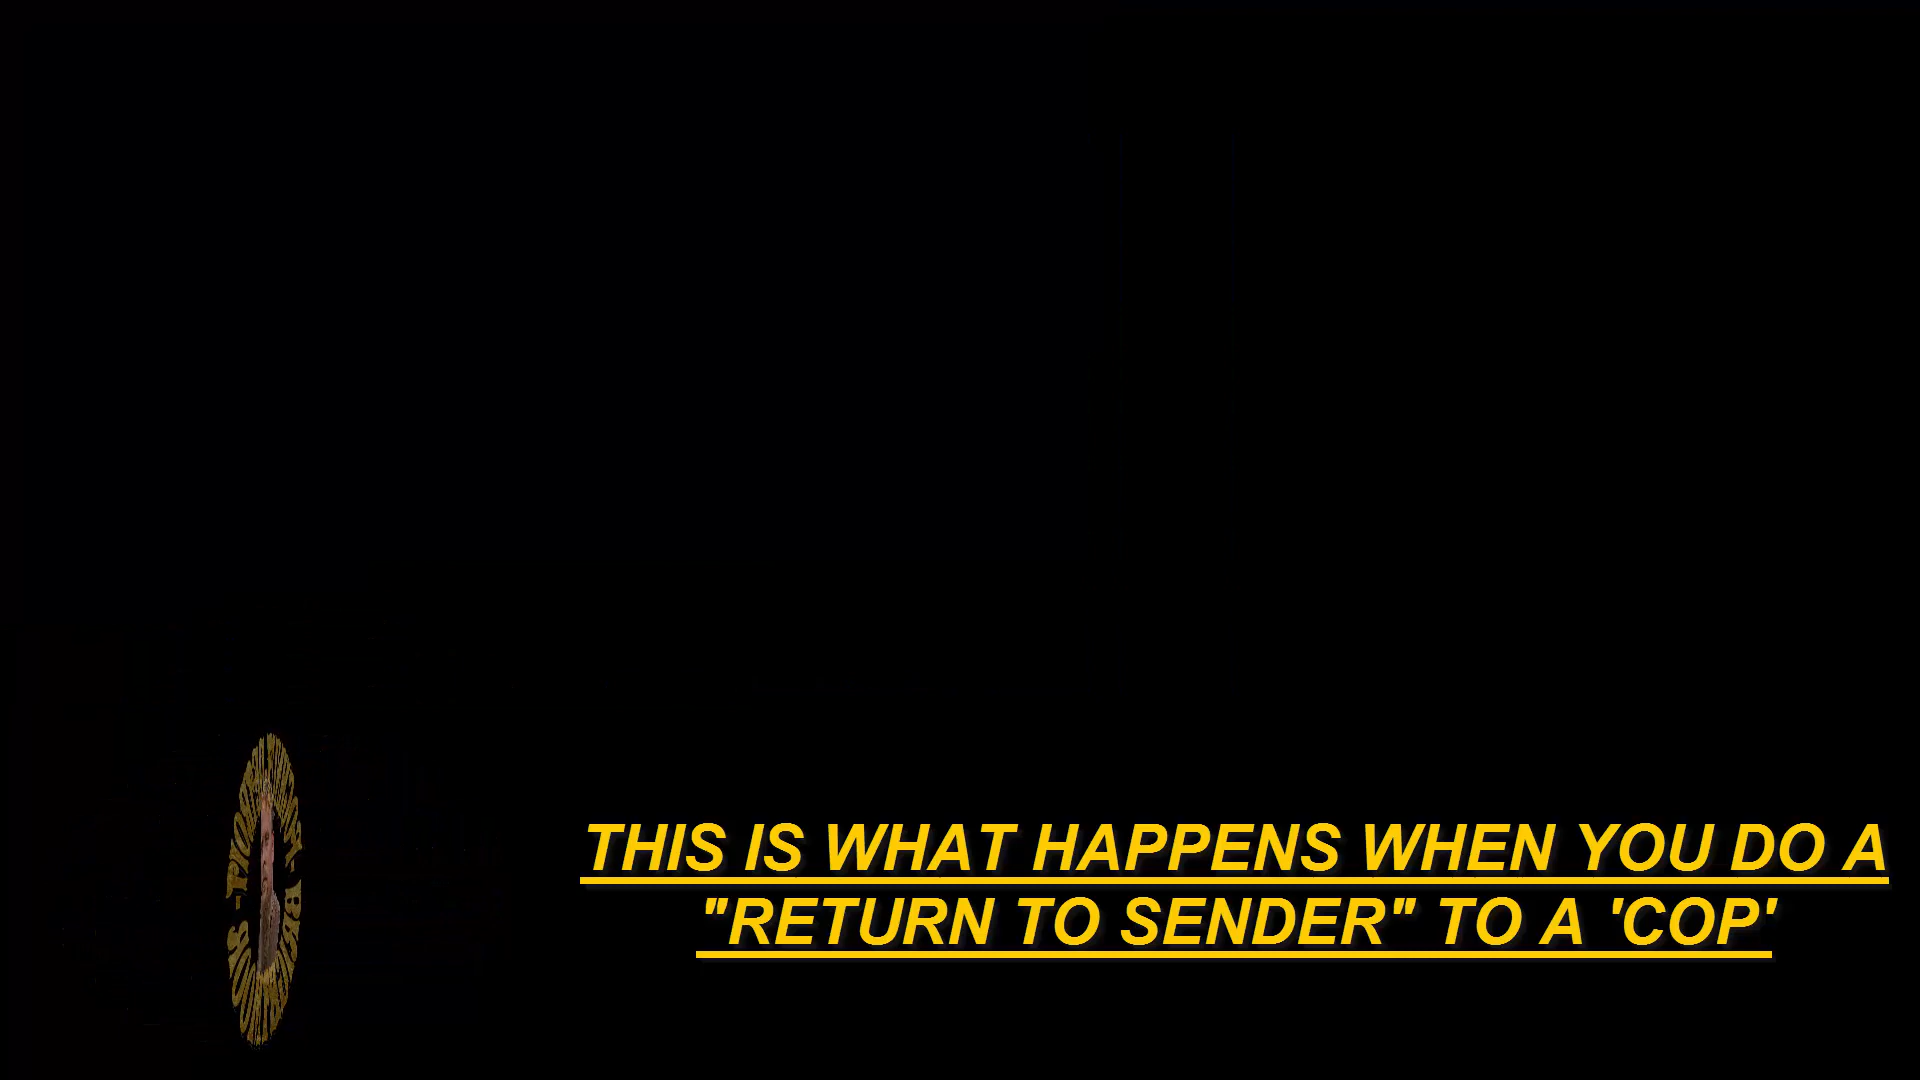 THIS IS WHAT HAPPENS WHEN YOU DO A
"RETURN TO SENDER" TO A 'COP'